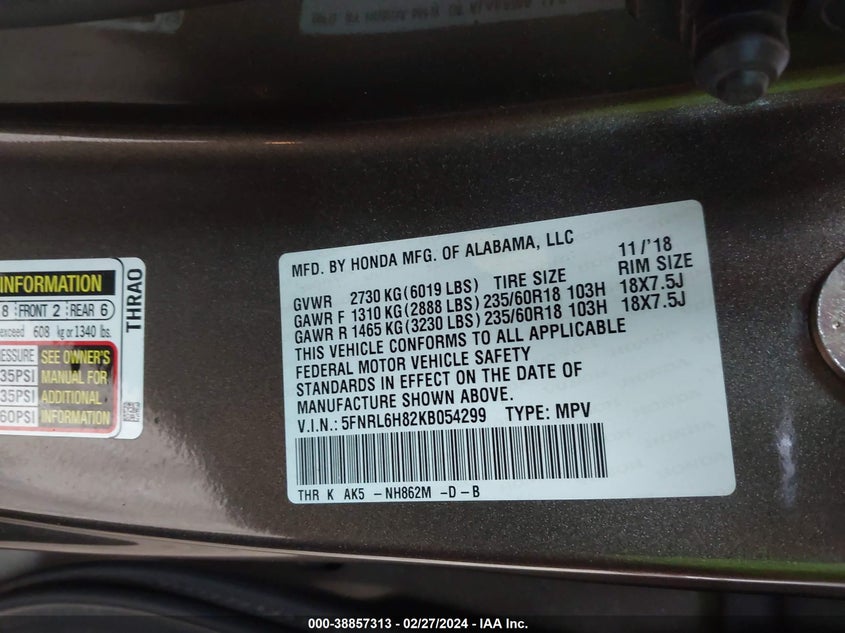 INFORMATION
8 FRONT 2 REAR 6
exceed 608 kg or 1340 lbs.
PRESSURE SEE OWNER'S
35PSI MANUAL FOR
35PSI ADDITIONAL
60PSI INFORMATION
THRA0
MFD. BY HONDA MFG. OF ALABAMA, LLC 11/'18
GVWR 2730 KG(6019 LBS) TIRE SIZE RIM SIZE
GAWR F 1310 KG(2888 LBS) 235/60R18 103H 18X7.5J
GAWR R 1465 KG(3230 LBS) 235/60R18 103H 18X7.5J
THIS VEHICLE CONFORMS TO ALL APPLICABLE
FEDERAL MOTOR VEHICLE SAFETY
STANDARDS IN EFFECT ON THE DATE OF
MANUFACTURE SHOWN ABOVE.
V.I.N.: 5FNRL6H82KB054299 TYPE: MPV
THR K AK5 -NH862M -D-B
000-38857313 - 02/27/2024 - IAA Inc.